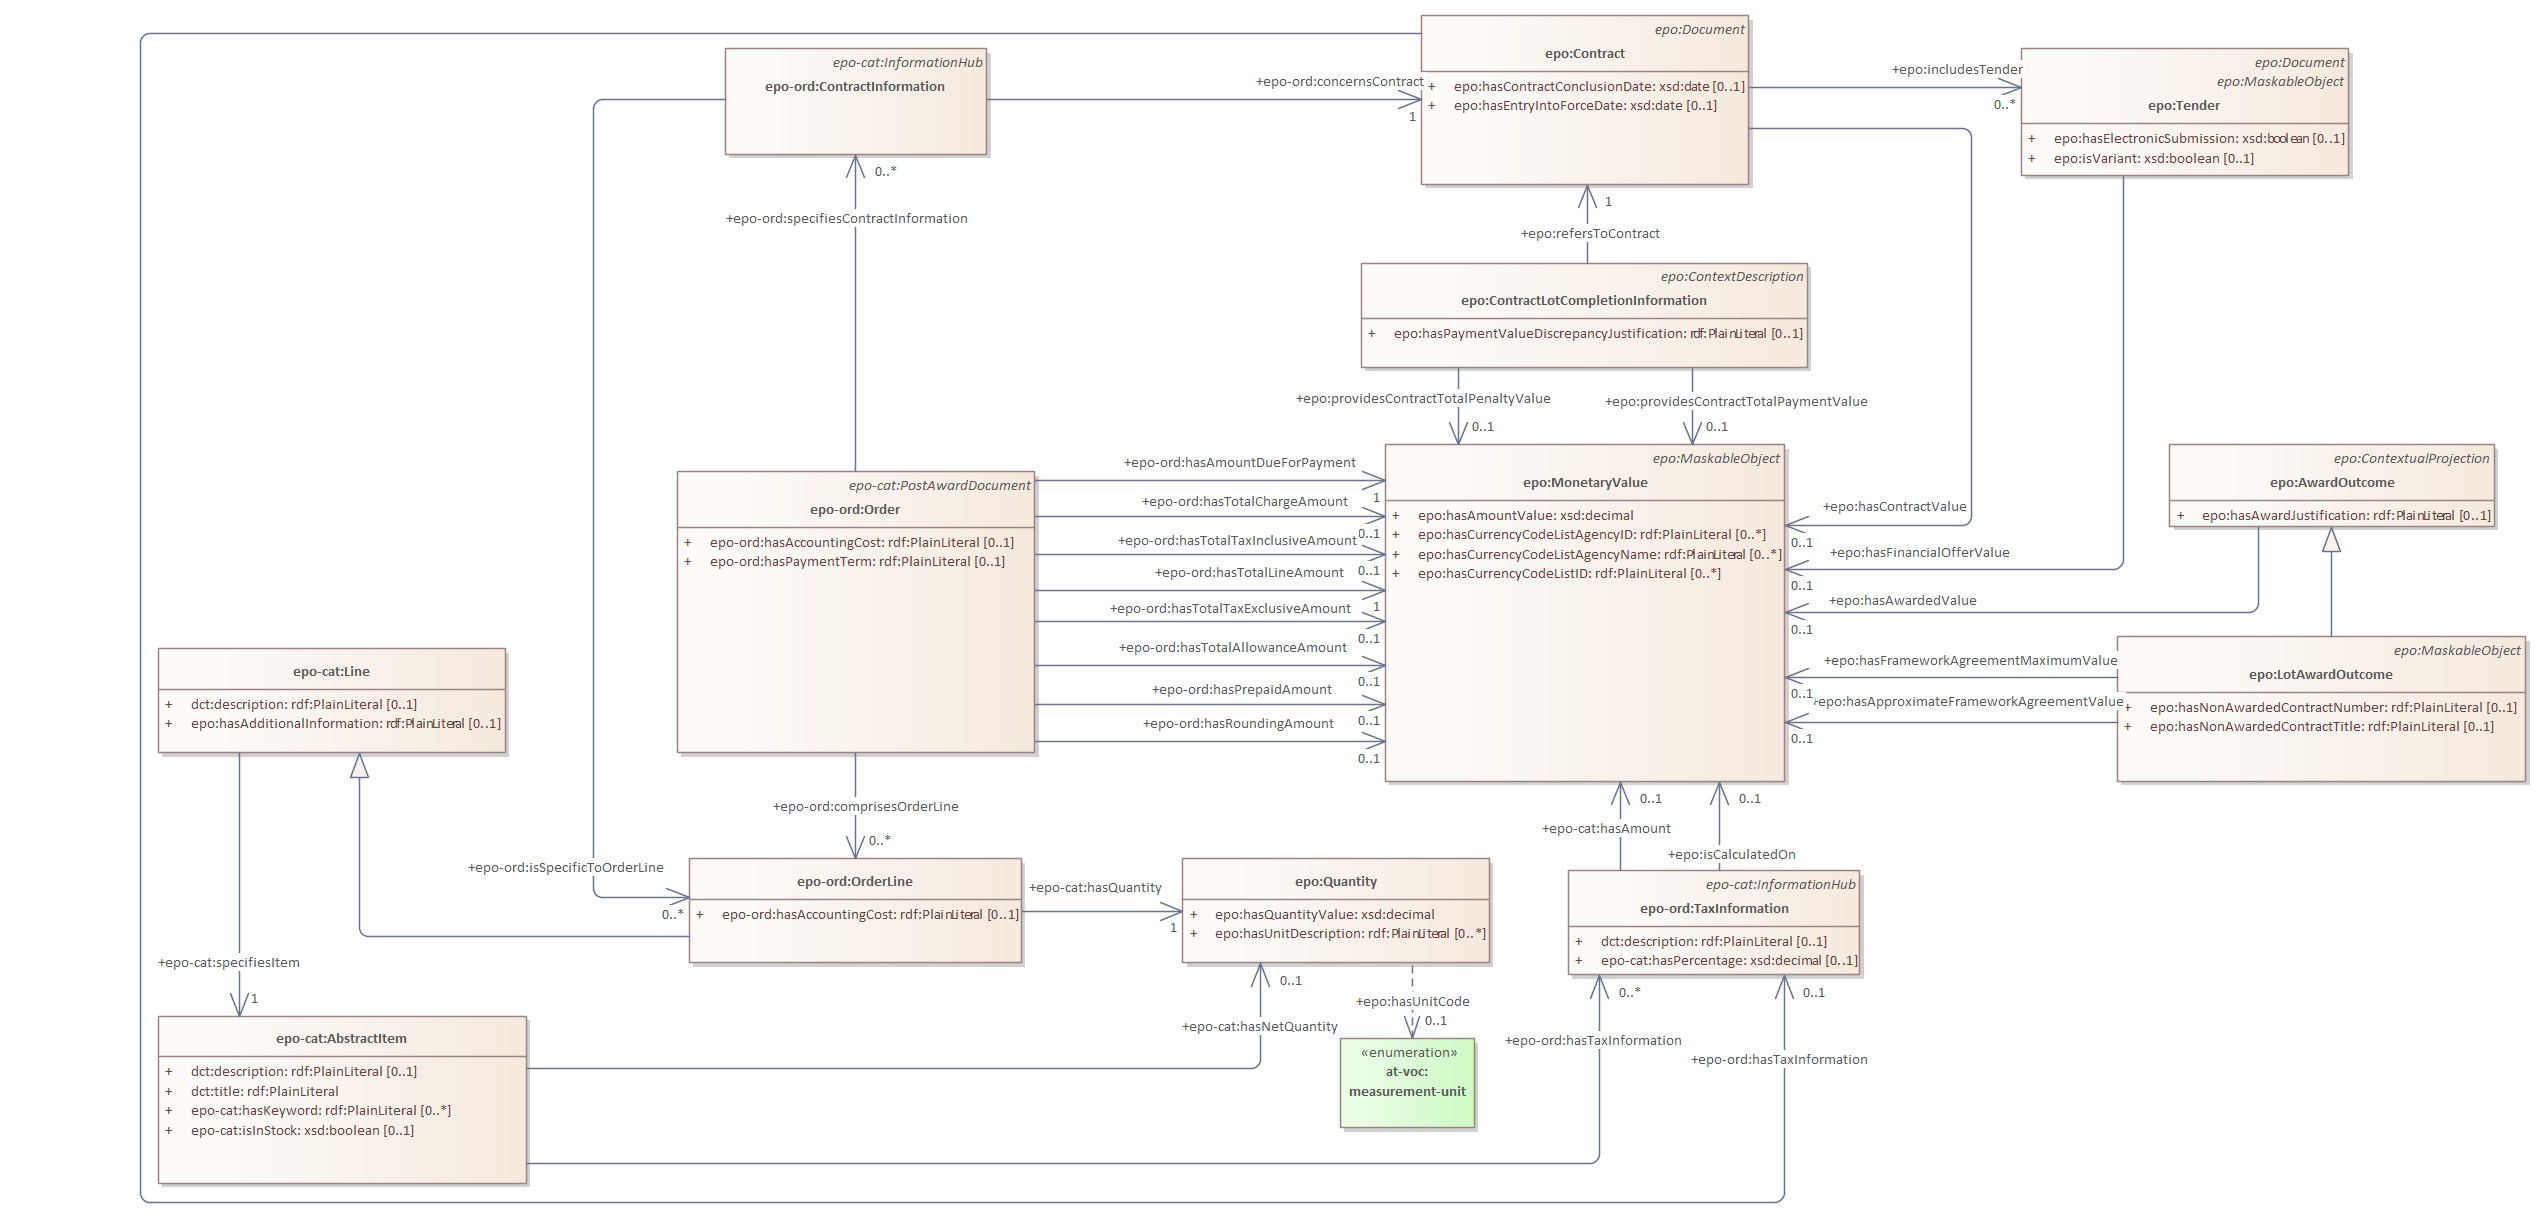 epo-cat:InformationHub
epo-ord:ContractInformation
+epo-ord:concernsContract
1
epo:Document
epo:Contract
+ epo:hasContractConclusionDate: xsd:date [0..1]
+ epo:hasEntryIntoForceDate: xsd:date [0..1]
+epo:includesTender
0..*
epo:Document
epo:MaskableObject
epo:Tender
+ epo:hasElectronicSubmission: xsd:boolean [0..1]
+ epo:isVariant: xsd:boolean [0..1]
0..*
+epo-ord:specifiesContractInformation
1
+epo:refersToContract
epo:ContextDescription
epo:ContractLotCompletionInformation
+ epo:hasPaymentValueDiscrepancyJustification: rdf:PlainLiteral [0..1]
+epo:providesContractTotalPenaltyValue
0..1
+epo:providesContractTotalPaymentValue
0..1
epo-cat:PostAwardDocument
epo-ord:Order
+ epo-ord:hasAccountingCost: rdf:PlainLiteral [0..1]
+ epo-ord:hasPaymentTerm: rdf:PlainLiteral [0..1]
+epo-ord:hasAmountDueForPayment
1
+epo-ord:hasTotalChargeAmount
0..1
+epo-ord:hasTotalTaxInclusiveAmount
0..1
+epo-ord:hasTotalLineAmount
1
+epo-ord:hasTotalTaxExclusiveAmount
0..1
+epo-ord:hasTotalAllowanceAmount
0..1
+epo-ord:hasPrepaidAmount
0..1
+epo-ord:hasRoundingAmount
0..1
epo:MaskableObject
epo:MonetaryValue
+ epo:hasAmountValue: xsd:decimal
+ epo:hasCurrencyCodeListAgencyID: rdf:PlainLiteral [0..*]
+ epo:hasCurrencyCodeListAgencyName: rdf:PlainLiteral [0..*]
+ epo:hasCurrencyCodeListID: rdf:PlainLiteral [0..*]
+epo:hasContractValue
0..1
+epo:hasFinancialOfferValue
0..1
+epo:hasAwardedValue
0..1
+epo:hasFrameworkAgreementMaximumValue
0..1
+epo:hasApproximateFrameworkAgreementValue
0..1
epo:ContextualProjection
epo:AwardOutcome
+ epo:hasAwardJustification: rdf:PlainLiteral [0..1]
epo:MaskableObject
epo:LotAwardOutcome
+ epo:hasNonAwardedContractNumber: rdf:PlainLiteral [0..1]
+ epo:hasNonAwardedContractTitle: rdf:PlainLiteral [0..1]
epo-cat:Line
+ dct:description: rdf:PlainLiteral [0..1]
+ epo:hasAdditionalInformation: rdf:PlainLiteral [0..1]
+epo-ord:comprisesOrderLine
0..*
+epo-ord:isSpecificToOrderLine
0..*
epo-ord:OrderLine
+ epo-ord:hasAccountingCost: rdf:PlainLiteral [0..1]
+epo-cat:hasQuantity
1
epo:Quantity
+ epo:hasQuantityValue: xsd:decimal
+ epo:hasUnitDescription: rdf:PlainLiteral [0..*]
0..1
+epo-cat:hasAmount
0..1
+epo:isCalculatedOn
epo-cat:InformationHub
epo-ord:TaxInformation
+ dct:description: rdf:PlainLiteral [0..1]
+ epo-cat:hasPercentage: xsd:decimal [0..1]
+epo-cat:specifiesItem
1
epo-cat:AbstractItem
+ dct:description: rdf:PlainLiteral [0..1]
+ dct:title: rdf:PlainLiteral
+ epo-cat:hasKeyword: rdf:PlainLiteral [0..*]
+ epo-cat:isInStock: xsd:boolean [0..1]
0..1
+epo-cat:hasNetQuantity
+epo:hasUnitCode
0..1
«enumeration»
at-voc:
measurement-unit
0..*
+epo-ord:hasTaxInformation
0..1
+epo-ord:hasTaxInformation